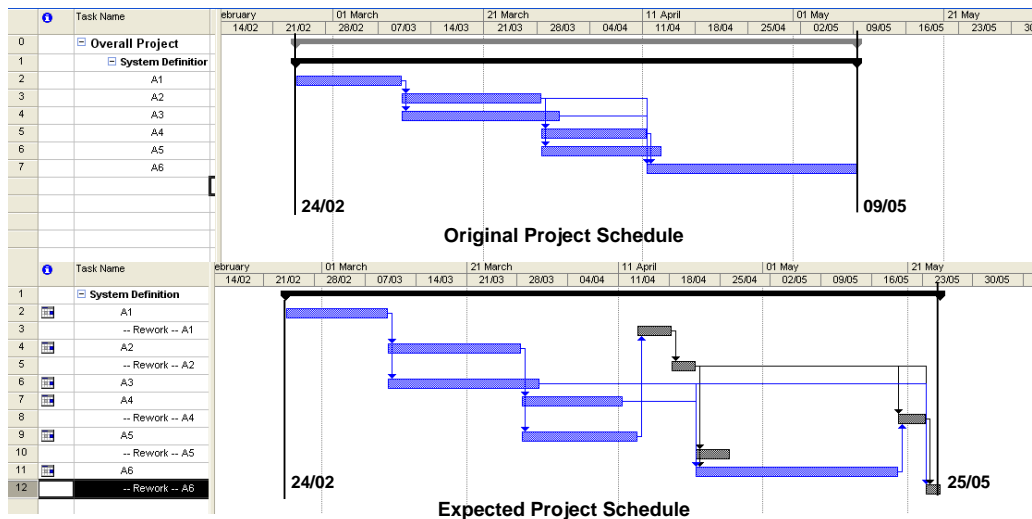 Task Name
ebruary 01 March 21 March 11 April 01 May 21 May
14/02 21/02 28/02 07/03 14/03 21/03 28/03 04/04 11/04 18/04 25/04 02/05 09/05 16/05 23/05 30
0 Overall Project
1 System Definitior
2 A1
3 A2
4 A3
5 A4
6 A5
7 A6
24/02 09/05
Original Project Schedule
Task Name
ebruary 01 March 21 March 11 April 01 May 21 May
14/02 21/02 28/02 07/03 14/03 21/03 28/03 04/04 11/04 18/04 25/04 02/05 09/05 16/05 23/05 30/05
1 System Definition
2 A1
3 -- Rework -- A1
4 A2
5 -- Rework -- A2
6 A3
7 A4
8 -- Rework -- A4
9 A5
10 -- Rework -- A5
11 A6
12 -- Rework -- A6
24/02 25/05
Expected Project Schedule